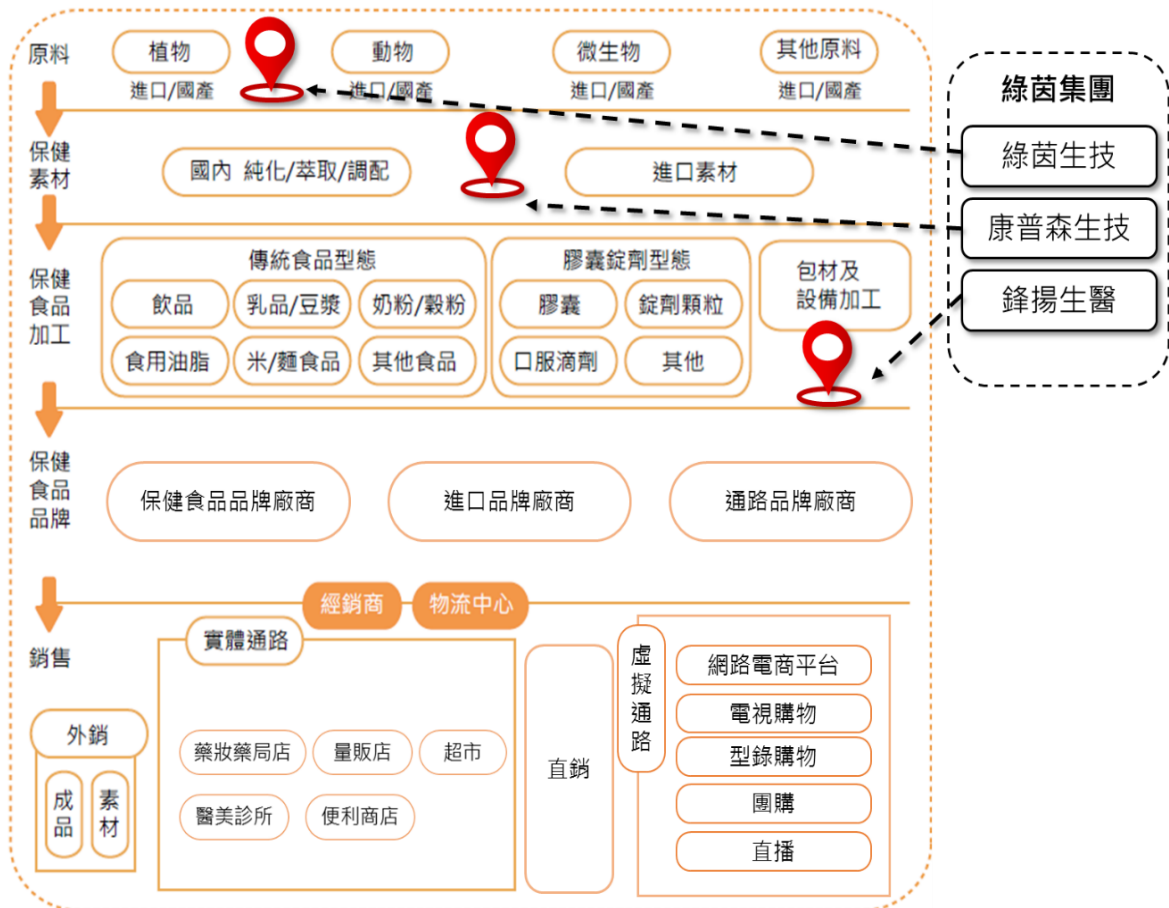 原料
植物
動物
微生物
其他原料
進口/國產
進口/國產
進口/國產
進口/國產
保健
素材
國內 純化/萃取/調配
進口素材
保健
食品
加工
傳統食品型態
飲品
乳品/豆漿
奶粉/穀粉
食用油脂
米/麵食品
其他食品
膠囊錠劑型態
膠囊
錠劑顆粒
口服滴劑
其他
包材及
設備加工
保健
食品
品牌
保健食品品牌廠商
進口品牌廠商
通路品牌廠商
經銷商
物流中心
銷售
外銷
成品
素材
實體通路
藥妝藥局店
量販店
超市
醫美診所
便利商店
直銷
虛擬通路
網路電商平台
電視購物
型錄購物
團購
直播
綠茵集團
綠茵生技
康普森生技
鋒揚生醫